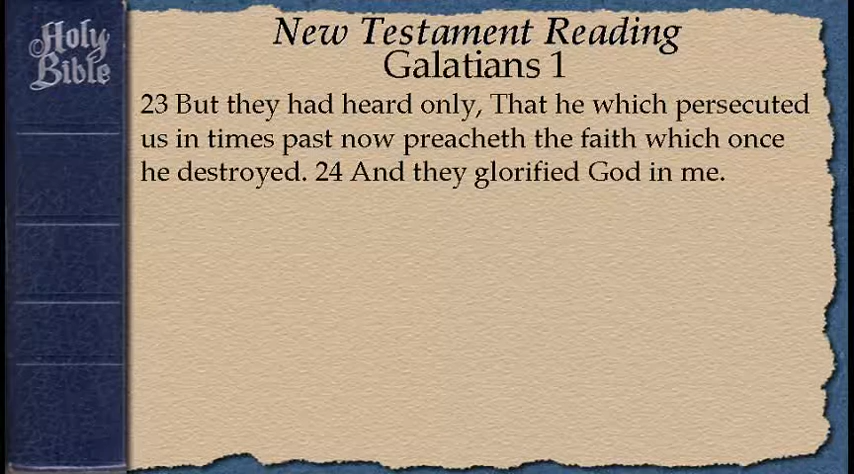 Holy
Bible
New Testament Reading
Galatians 1
23 But they had heard only, That he which persecuted
us in times past now preacheth the faith which once
he destroyed. 24 And they glorified God in me.